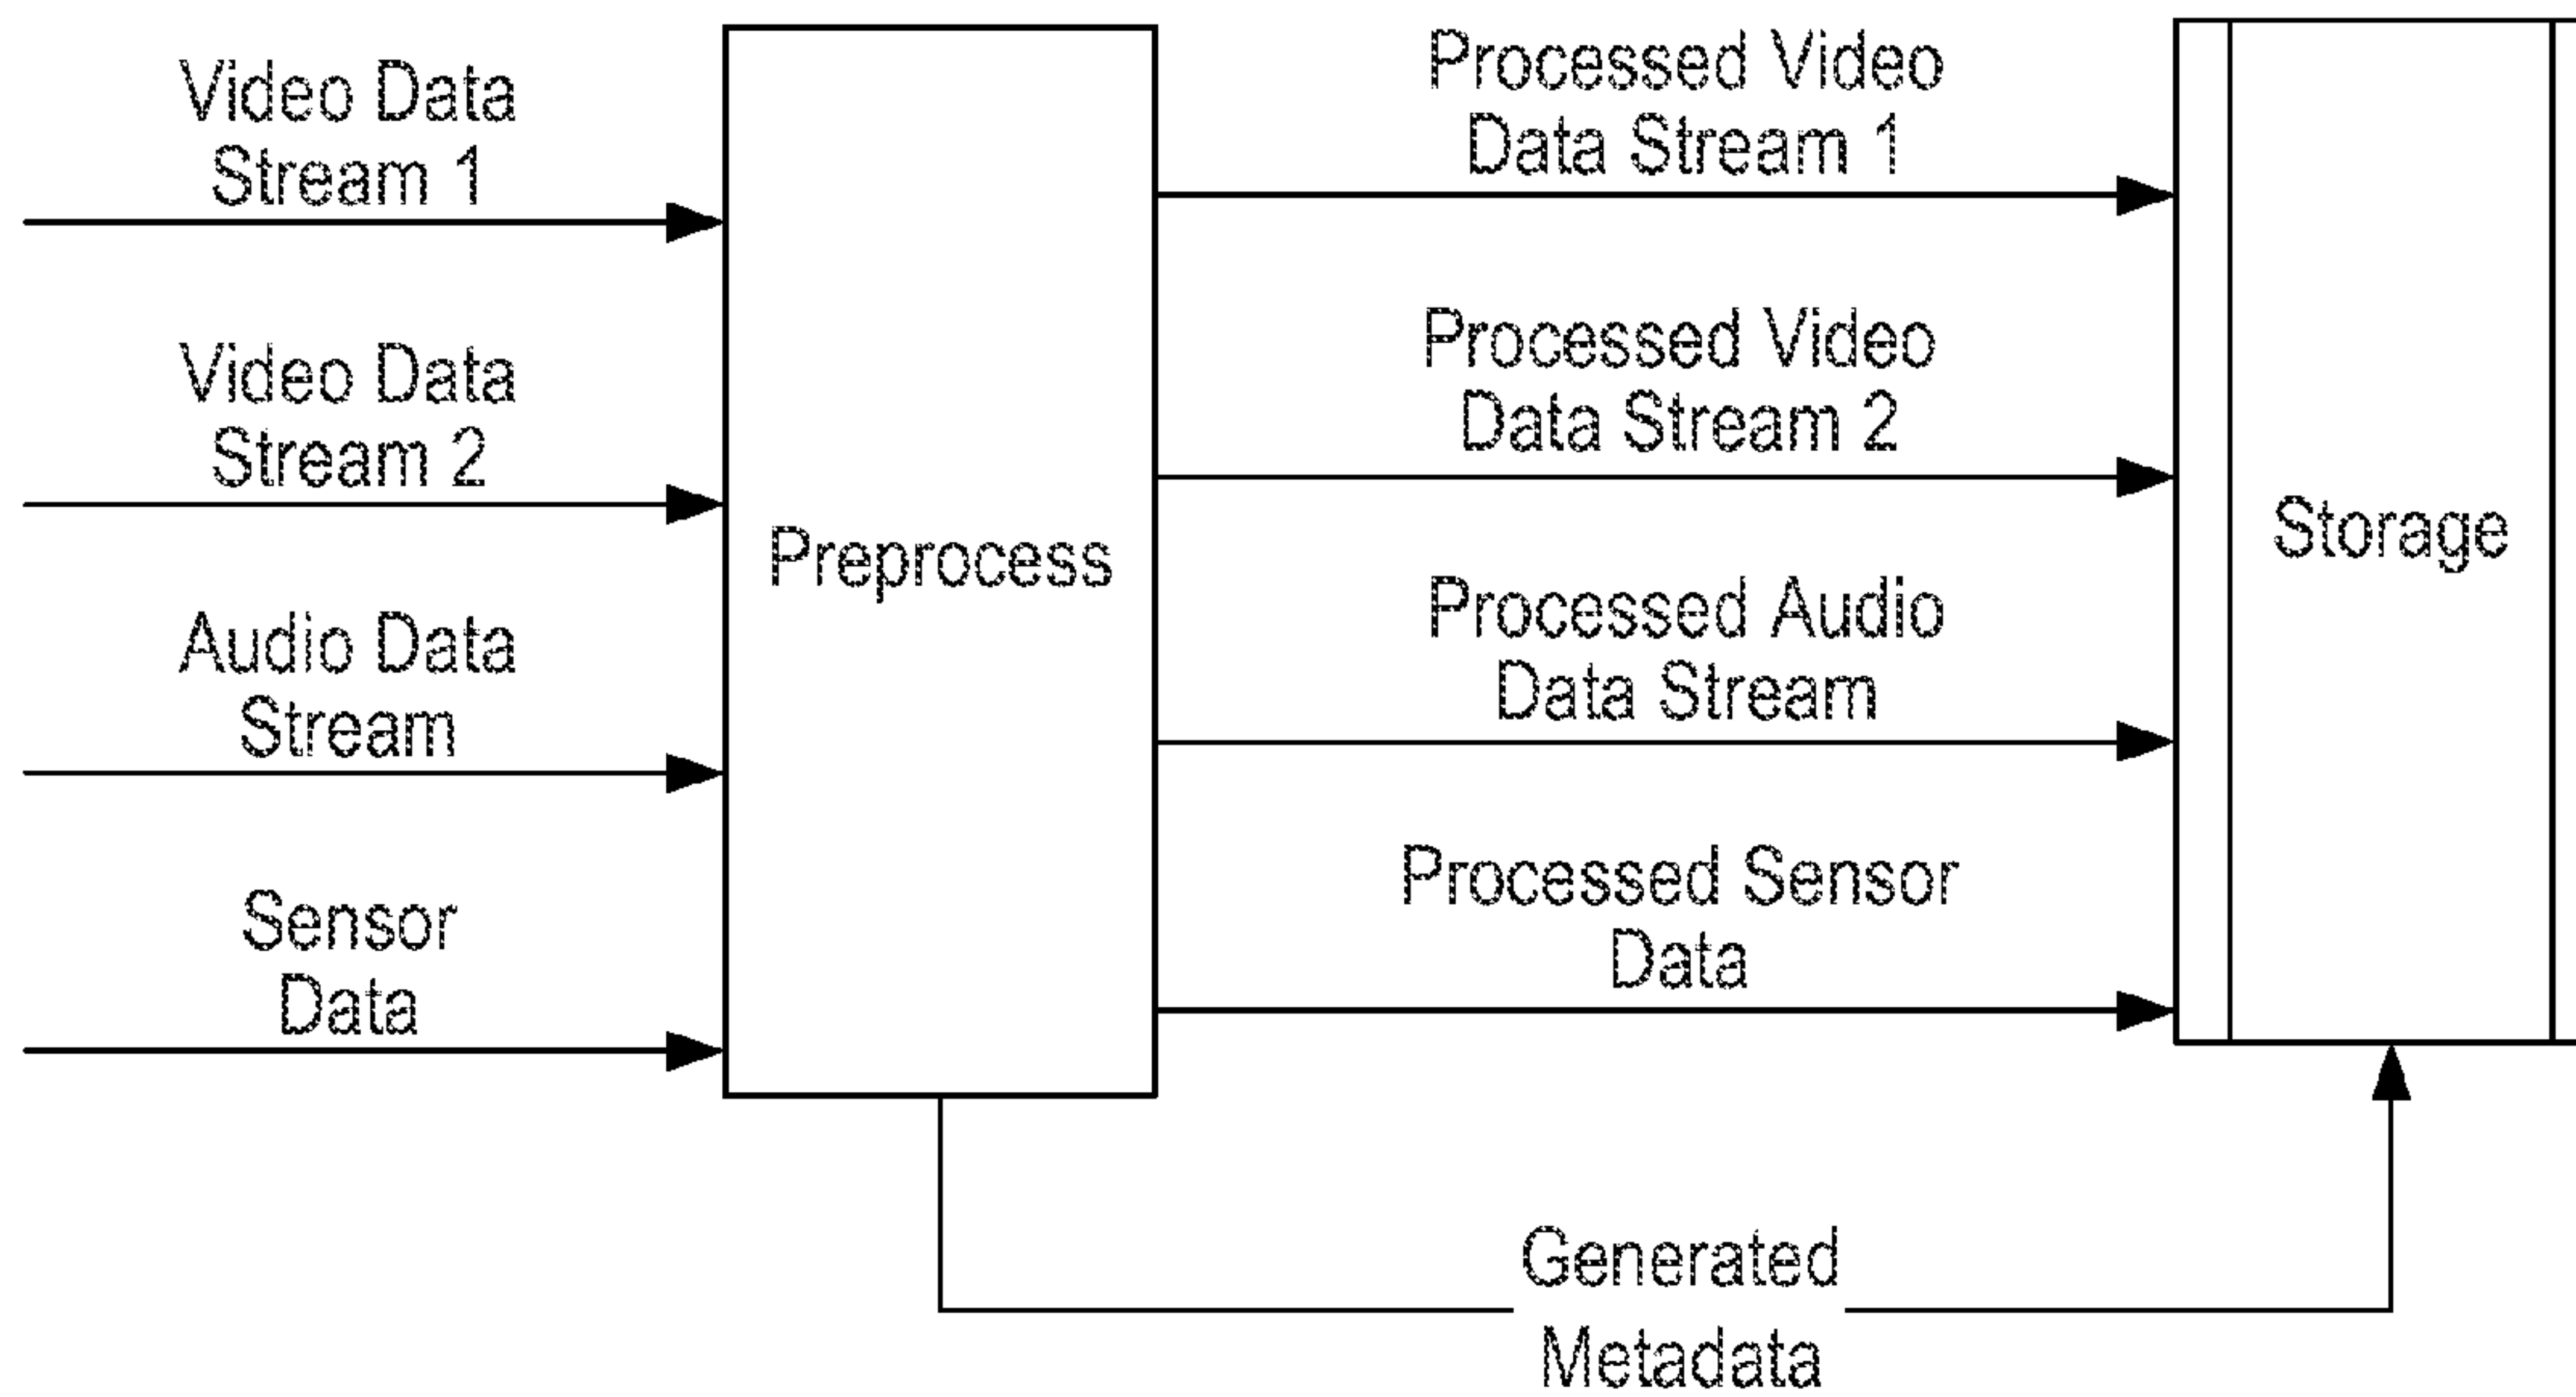 Video Data
Stream 1
Video Data
Stream 2
Audio Data
Stream
Sensor
Data
Preprocess
Processed Video
Data Stream 1
Processed Video
Data Stream 2
Processed Audio
Data Stream
Processed Sensor
Data
Storage
Generated
Metadata